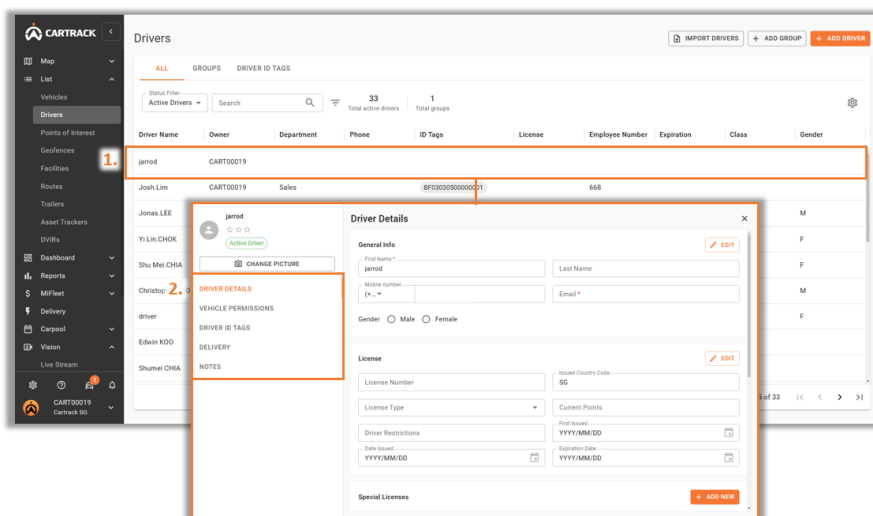 CARTRACK
Map
List
Vehicles
Drivers
Points of Interest
Geofences
Facilities
Routes
Trailers
Asset Trackers
DVIRs
Dashboard
Reports
MiFleet
Delivery
Carpool
Vision
Live Stream
CART00019
Cartrack SG
Drivers
IMPORT DRIVERS
+ ADD GROUP
+ ADD DRIVER
ALL GROUPS DRIVER ID TAGS
Status Filter
Active Drivers
Search
33
Total active drivers
1
Total groups
Driver Name Owner Department Phone ID Tags License Employee Number Expiration Class Gender
1.
jarrod CART00019
Josh.Lim CART00019 Sales BF03030500000001 668
Jonas.LEE M
Yi Lin.CHOK F
Shu Mei.CHIA F
Christop M
driver F
Edwin KOO
Shumei CHIA
of 33
2.
jarrod
Active Driver
CHANGE PICTURE
DRIVER DETAILS
VEHICLE PERMISSIONS
DRIVER ID TAGS
DELIVERY
NOTES
Driver Details
General Info
EDIT
First Name *
jarrod
Last Name
Mobile number
(+...
Email *
Gender Male Female
License
EDIT
License Number
Issued Country Code
SG
License Type
Current Points
Driver Restrictions
First Issued
YYYY/MM/DD
Date Issued
YYYY/MM/DD
Expiration Date
YYYY/MM/DD
Special Licenses
+ ADD NEW